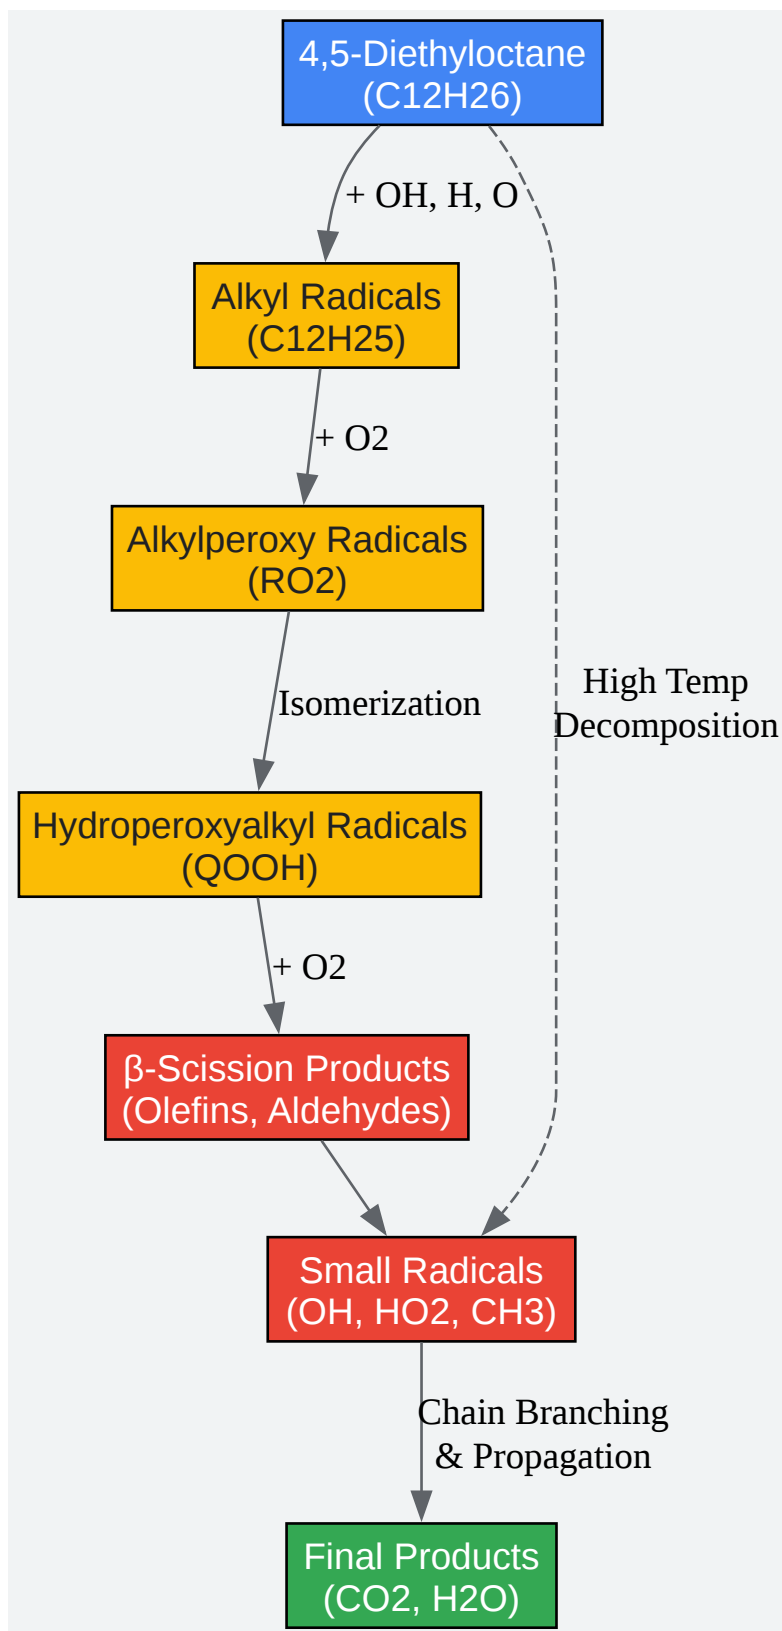 4,5-Diethyloctane
(C12H26)
+ OH, H, O
Alkyl Radicals
(C12H25)
+ O2
Alkylperoxy Radicals
(RO2)
Isomerization
High Temp
Decomposition
Hydroperoxyalkyl Radicals
(QOOH)
+ O2
β-Scission Products
(Olefins, Aldehydes)
Small Radicals
(OH, HO2, CH3)
Chain Branching
& Propagation
Final Products
(CO2, H2O)